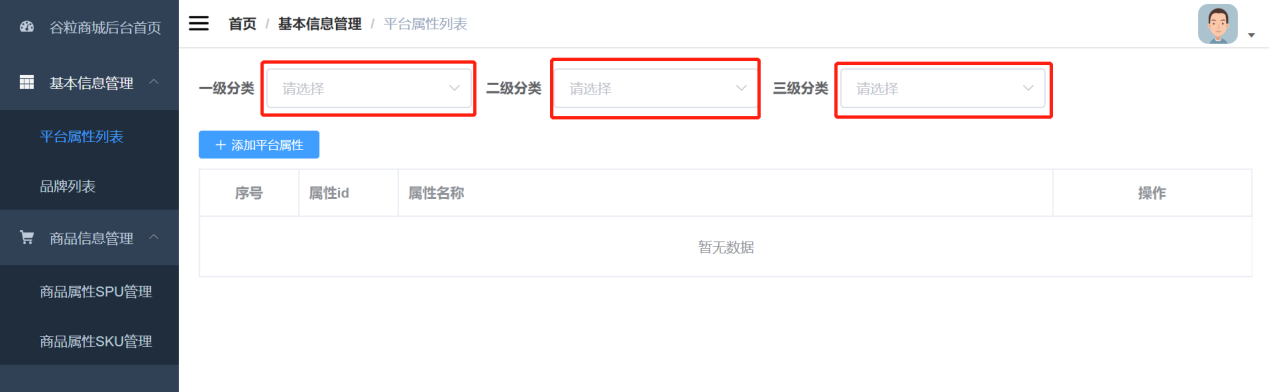 谷粒商城后台首页
首页 / 基本信息管理 / 平台属性列表
基本信息管理
平台属性列表
品牌列表
商品信息管理
商品属性SPU管理
商品属性SKU管理
一级分类 请选择 二级分类 请选择 三级分类 请选择
+ 添加平台属性
序号 属性id 属性名称 操作
暂无数据